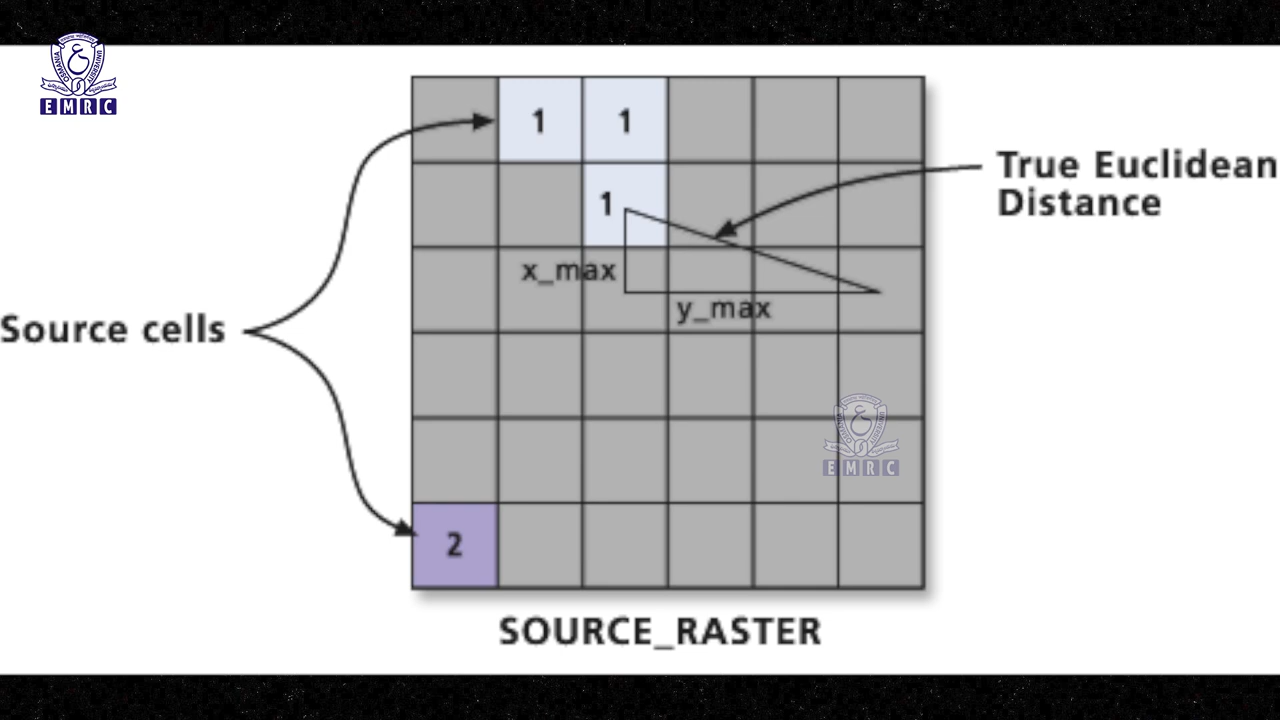 EMRC
1 1
True Euclidean
Distance
1
x_max
y_max
Source cells
EMRC
2
SOURCE_RASTER